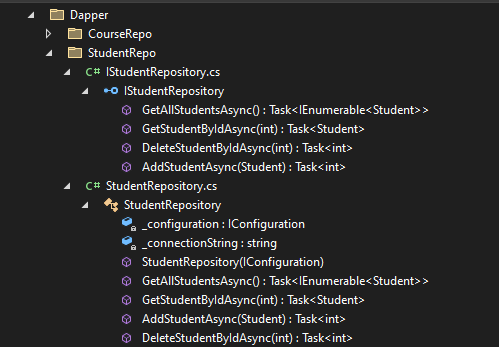 Dapper
CourseRepo
StudentRepo
C# IStudentRepository.cs
IStudentRepository
GetAllStudentsAsync() : Task<IEnumerable<Student>>
GetStudentByIdAsync(int) : Task<Student>
DeleteStudentByIdAsync(int) : Task<int>
AddStudentAsync(Student) : Task<int>
C# StudentRepository.cs
StudentRepository
_configuration : IConfiguration
_connectionString : string
StudentRepository(IConfiguration)
GetAllStudentsAsync() : Task<IEnumerable<Student>>
GetStudentByIdAsync(int) : Task<Student>
AddStudentAsync(Student) : Task<int>
DeleteStudentByIdAsync(int) : Task<int>